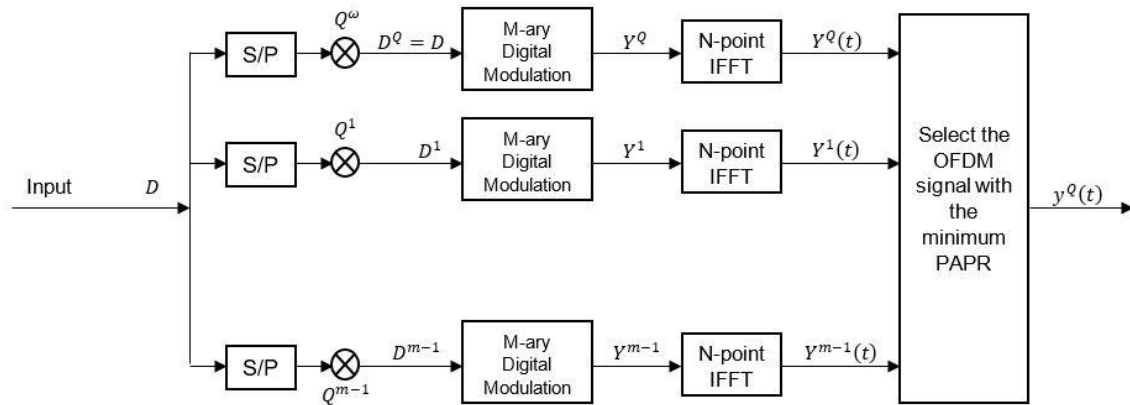 Q^ω
S/P
D^Q = D
M-ary
Digital
Modulation
Y^Q
N-point
IFFT
Y^Q(t)
Q^1
S/P
D^1
M-ary
Digital
Modulation
Y^1
N-point
IFFT
Y^1(t)
Input
D
Select the
OFDM
signal with
the
minimum
PAPR
y^Q(t)
S/P
Q^{m-1}
D^{m-1}
M-ary
Digital
Modulation
Y^{m-1}
N-point
IFFT
Y^{m-1}(t)